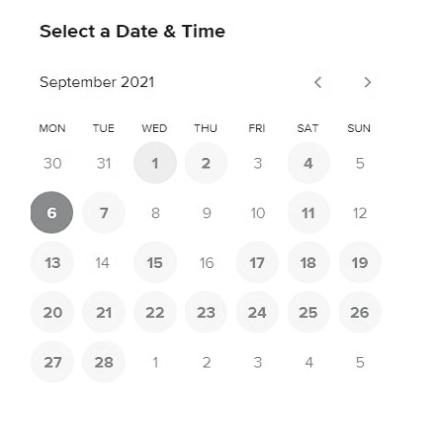 Select a Date & Time
September 2021
MON TUE WED THU FRI SAT SUN
30 31 1 2 3 4 5
6 7 8 9 10 11 12
13 14 15 16 17 18 19
20 21 22 23 24 25 26
27 28 1 2 3 4 5